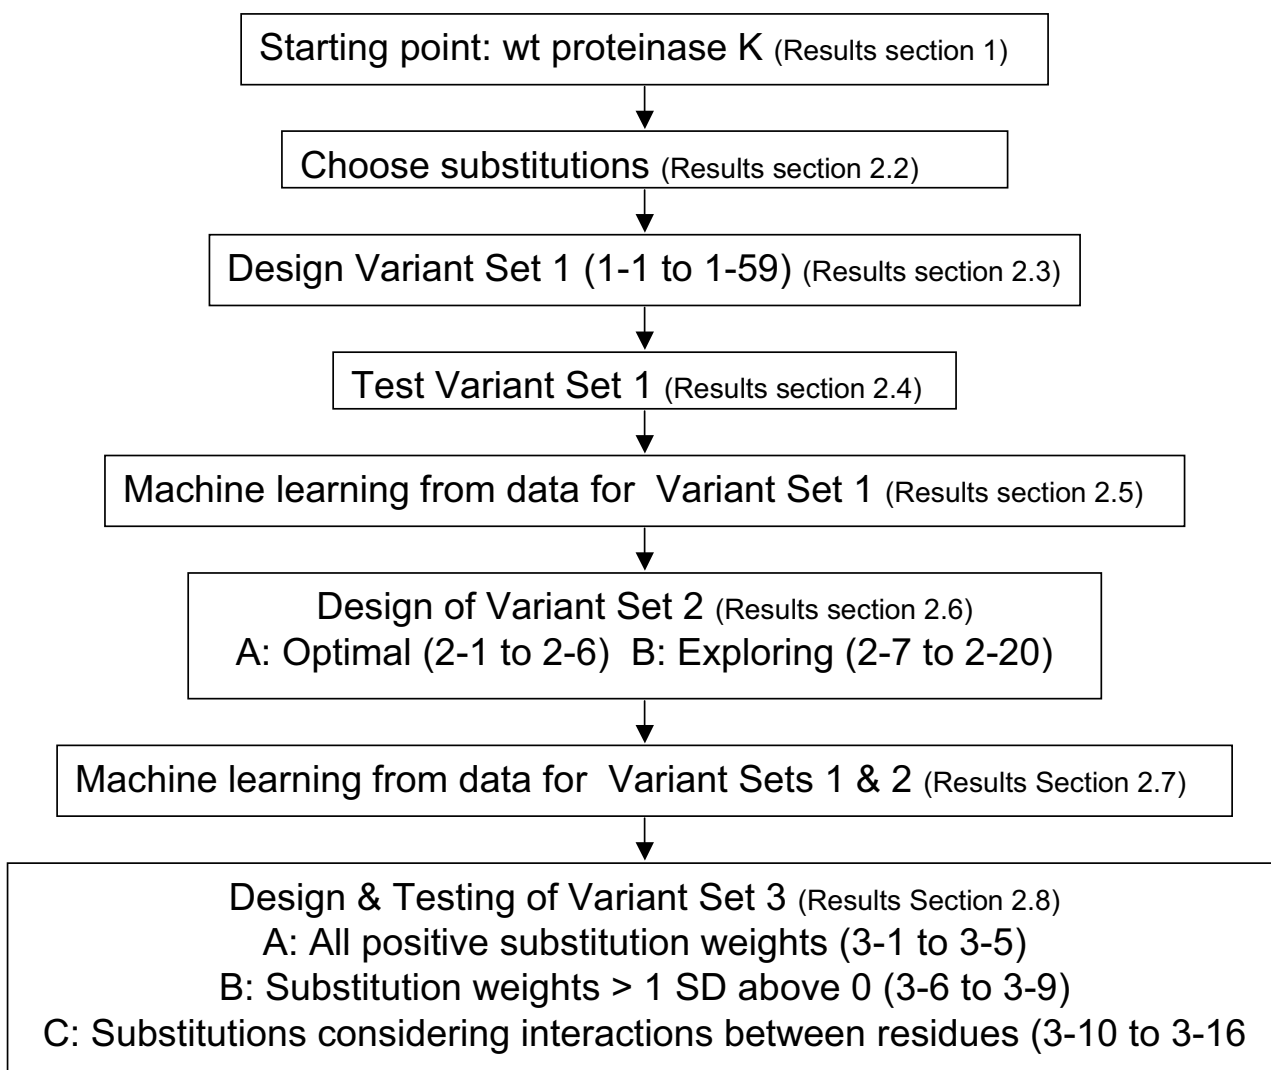 Starting point: wt proteinase K (Results section 1)
Choose substitutions (Results section 2.2)
Design Variant Set 1 (1-1 to 1-59) (Results section 2.3)
Test Variant Set 1 (Results section 2.4)
Machine learning from data for Variant Set 1 (Results section 2.5)
Design of Variant Set 2 (Results section 2.6)
A: Optimal (2-1 to 2-6) B: Exploring (2-7 to 2-20)
Machine learning from data for Variant Sets 1 & 2 (Results Section 2.7)
Design & Testing of Variant Set 3 (Results Section 2.8)
A: All positive substitution weights (3-1 to 3-5)
B: Substitution weights > 1 SD above 0 (3-6 to 3-9)
C: Substitutions considering interactions between residues (3-10 to 3-16